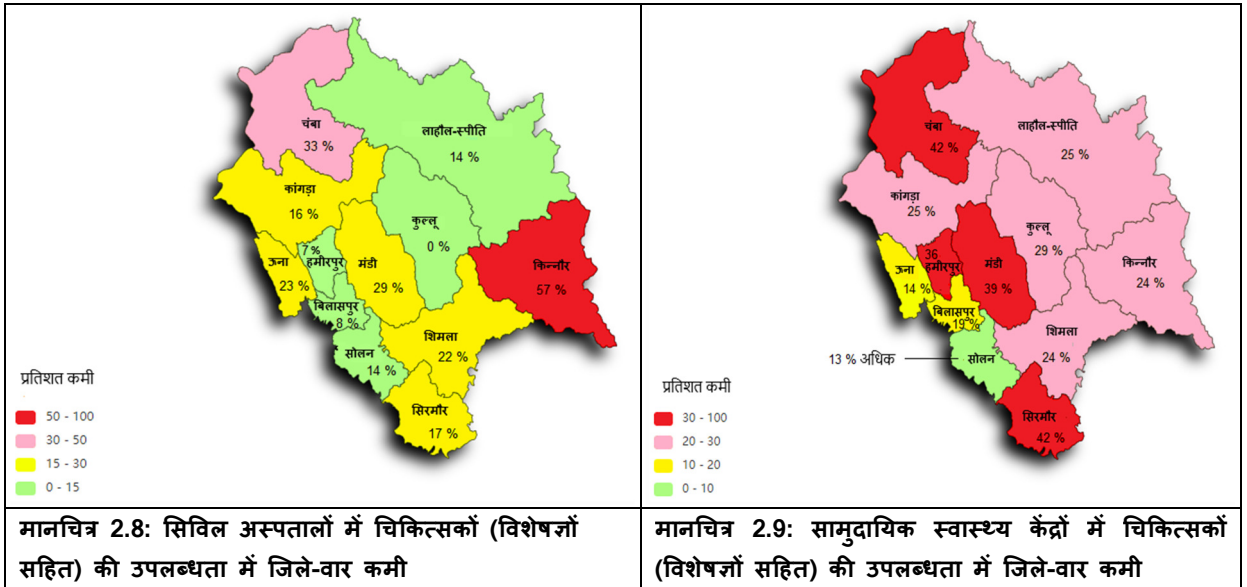 चंबा
33 %
लाहौल-स्पीति
14 %
कांगड़ा
16 %
कुल्लू
0 %
7 %
हमीरपुर
ऊना
23 %
मंडी
29 %
किन्नौर
57 %
बिलासपुर
8 %
शिमला
22 %
सोलन
14 %
सिरमौर
17 %
प्रतिशत कमी
50 - 100
30 - 50
15 - 30
0 - 15
मानचित्र 2.8: सिविल अस्पतालों में चिकित्सकों (विशेषज्ञों
सहित) की उपलब्धता में जिले-वार कमी
चंबा
42 %
लाहौल-स्पीति
25 %
कांगड़ा
25 %
कुल्लू
29 %
36
हमीरपुर
मंडी
39 %
किन्नौर
24 %
ऊना
14 %
बिलासपुर
19 %
शिमला
24 %
13 % अधिक
सोलन
सिरमौर
42 %
प्रतिशत कमी
30 - 100
20 - 30
10 - 20
0 - 10
मानचित्र 2.9: सामुदायिक स्वास्थ्य केंद्रों में चिकित्सकों
(विशेषज्ञों सहित) की उपलब्धता में जिले-वार कमी